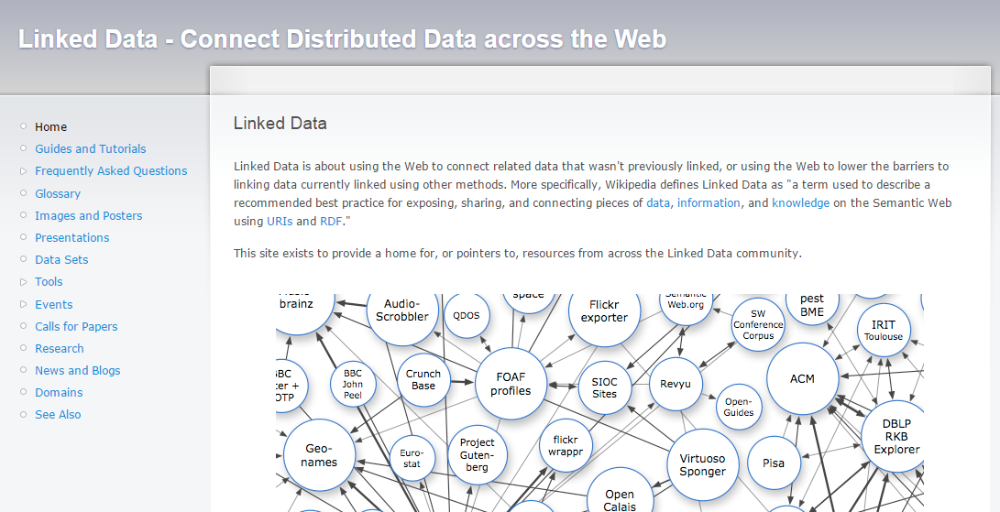 Linked Data - Connect Distributed Data across the Web
Home
Guides and Tutorials
Frequently Asked Questions
Glossary
Images and Posters
Presentations
Data Sets
Tools
Events
Calls for Papers
Research
News and Blogs
Domains
See Also
Linked Data
Linked Data is about using the Web to connect related data that wasn't previously linked, or using the Web to lower the barriers to
linking data currently linked using other methods. More specifically, Wikipedia defines Linked Data as "a term used to describe a
recommended best practice for exposing, sharing, and connecting pieces of data, information, and knowledge on the Semantic Web
using URIs and RDF."
This site exists to provide a home for, or pointers to, resources from across the Linked Data community.
brainz
Audio-
Scrobbler
QDOS
space
Flickr
exporter
Semantic
Web.org
SW
Conference
Corpus
pest
BME
IRIT
Toulouse
BBC
John
Peel
Crunch
Base
FOAF
profiles
SIOC
Sites
Revyu
Open-
Guides
ACM
DBLP
RKB
Explorer
Geo-
names
Euro-
stat
Project
Guten-
berg
flickr
wrappr
Virtuoso
Sponger
Pisa
Open
Calais